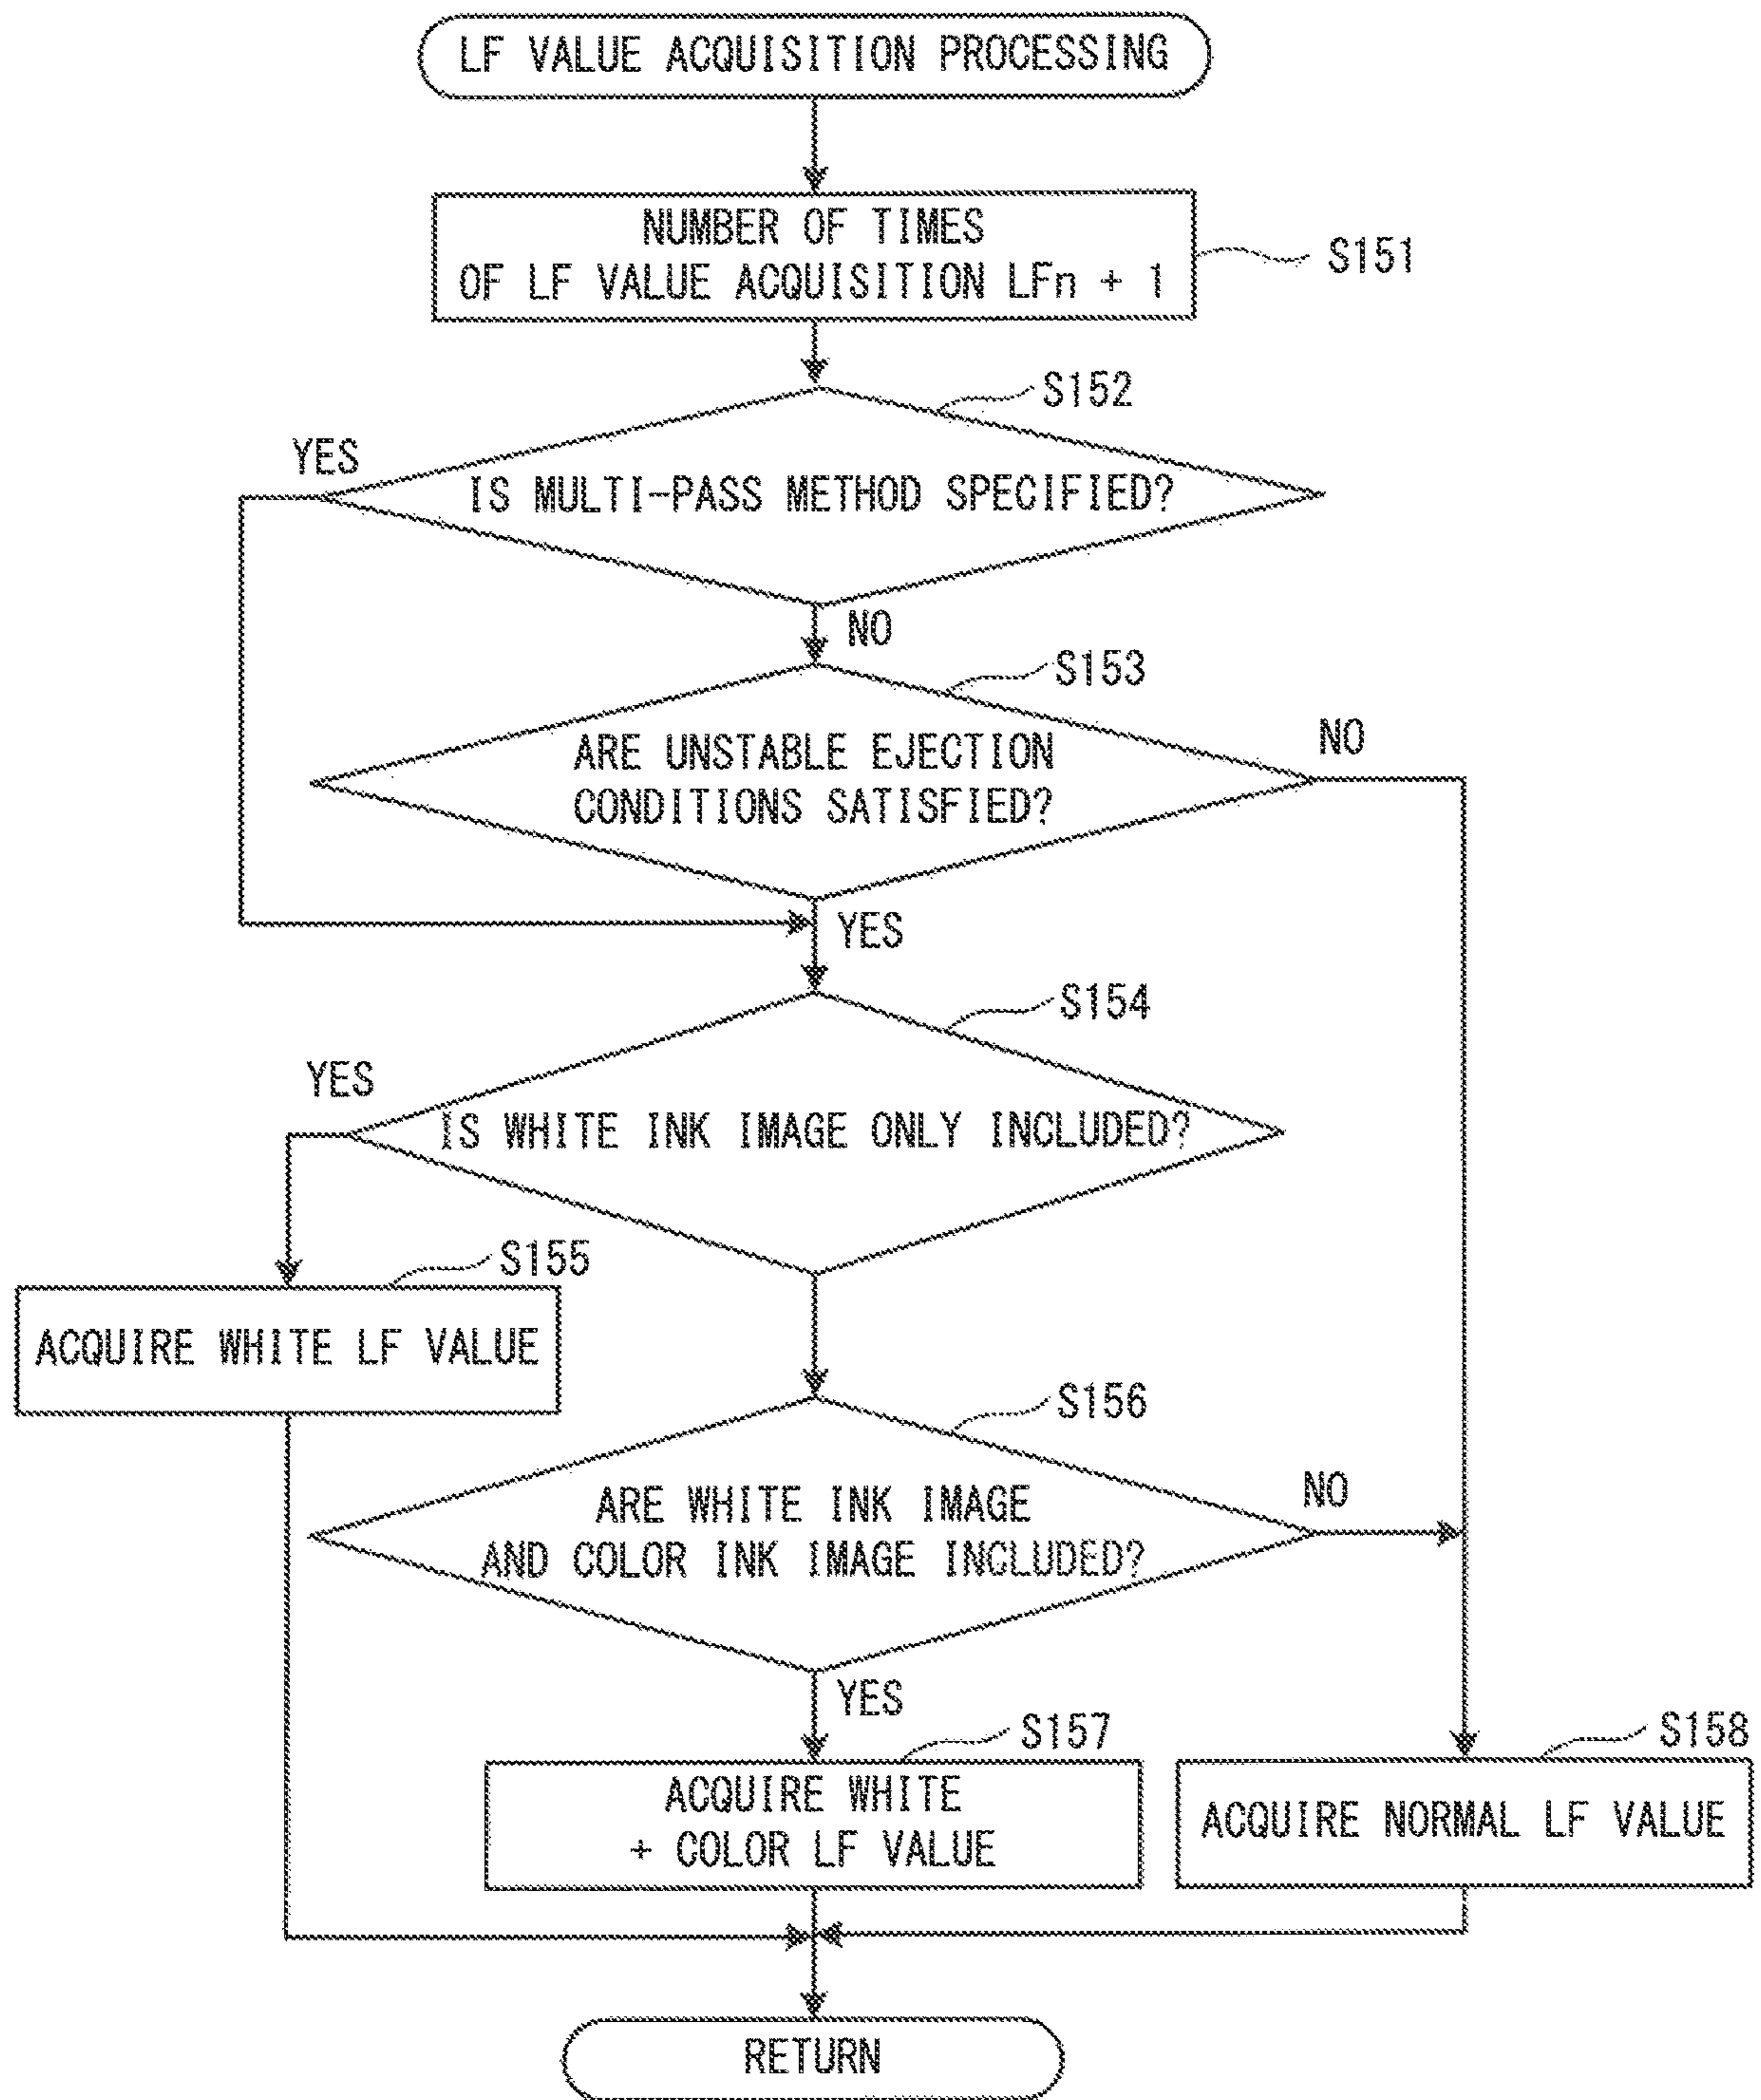 LF VALUE ACQUISITION PROCESSING
NUMBER OF TIMES
OF LF VALUE ACQUISITION LFn + 1
S151
S152
YES
IS MULTI-PASS METHOD SPECIFIED?
NO
S153
NO
ARE UNSTABLE EJECTION
CONDITIONS SATISFIED?
YES
S154
YES
IS WHITE INK IMAGE ONLY INCLUDED?
S155
ACQUIRE WHITE LF VALUE
S156
NO
ARE WHITE INK IMAGE
AND COLOR INK IMAGE INCLUDED?
YES
S157
S158
ACQUIRE WHITE
+ COLOR LF VALUE
ACQUIRE NORMAL LF VALUE
RETURN